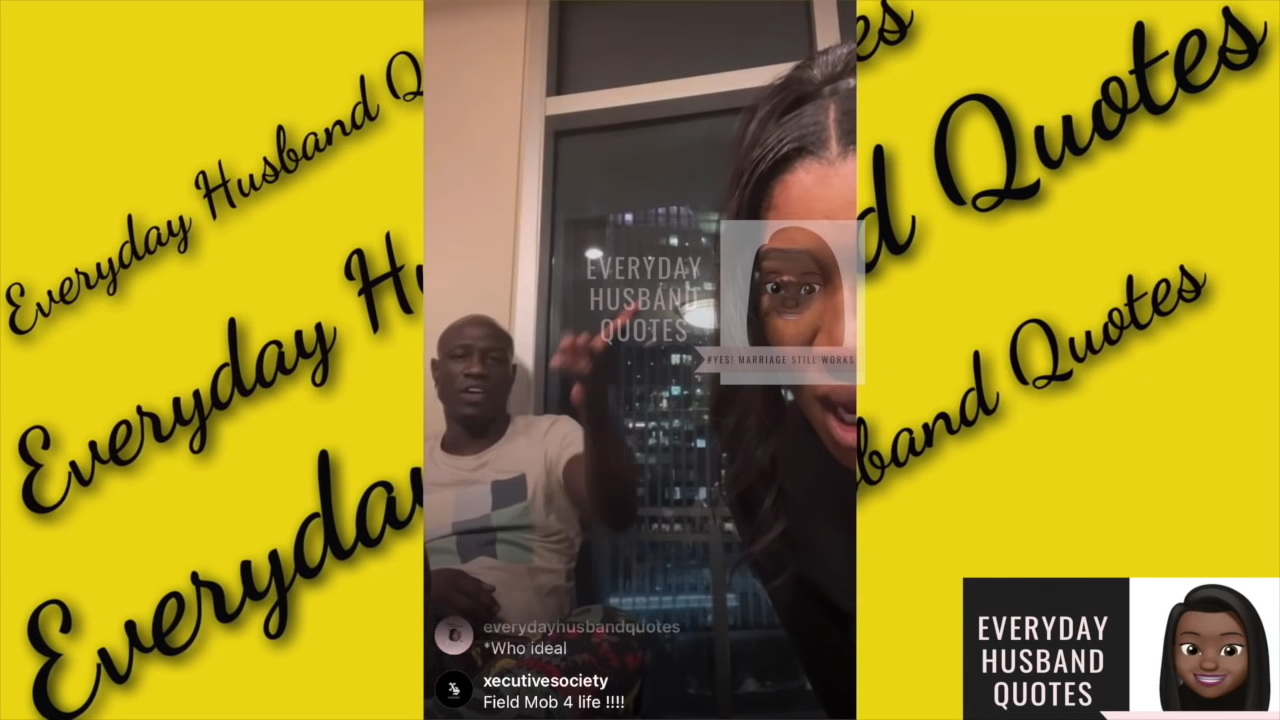 Everyday Husband Q
Everyday Hu
Everyday
es
d Quotes
band Quotes
EVERYDAY
HUSBAND
QUOTES
#YES! MARRIAGE STILL WORKS
everydayhusbandquotes
*Who ideal
xecutivesociety
Field Mob 4 life !!!!
EVERYDAY
HUSBAND
QUOTES